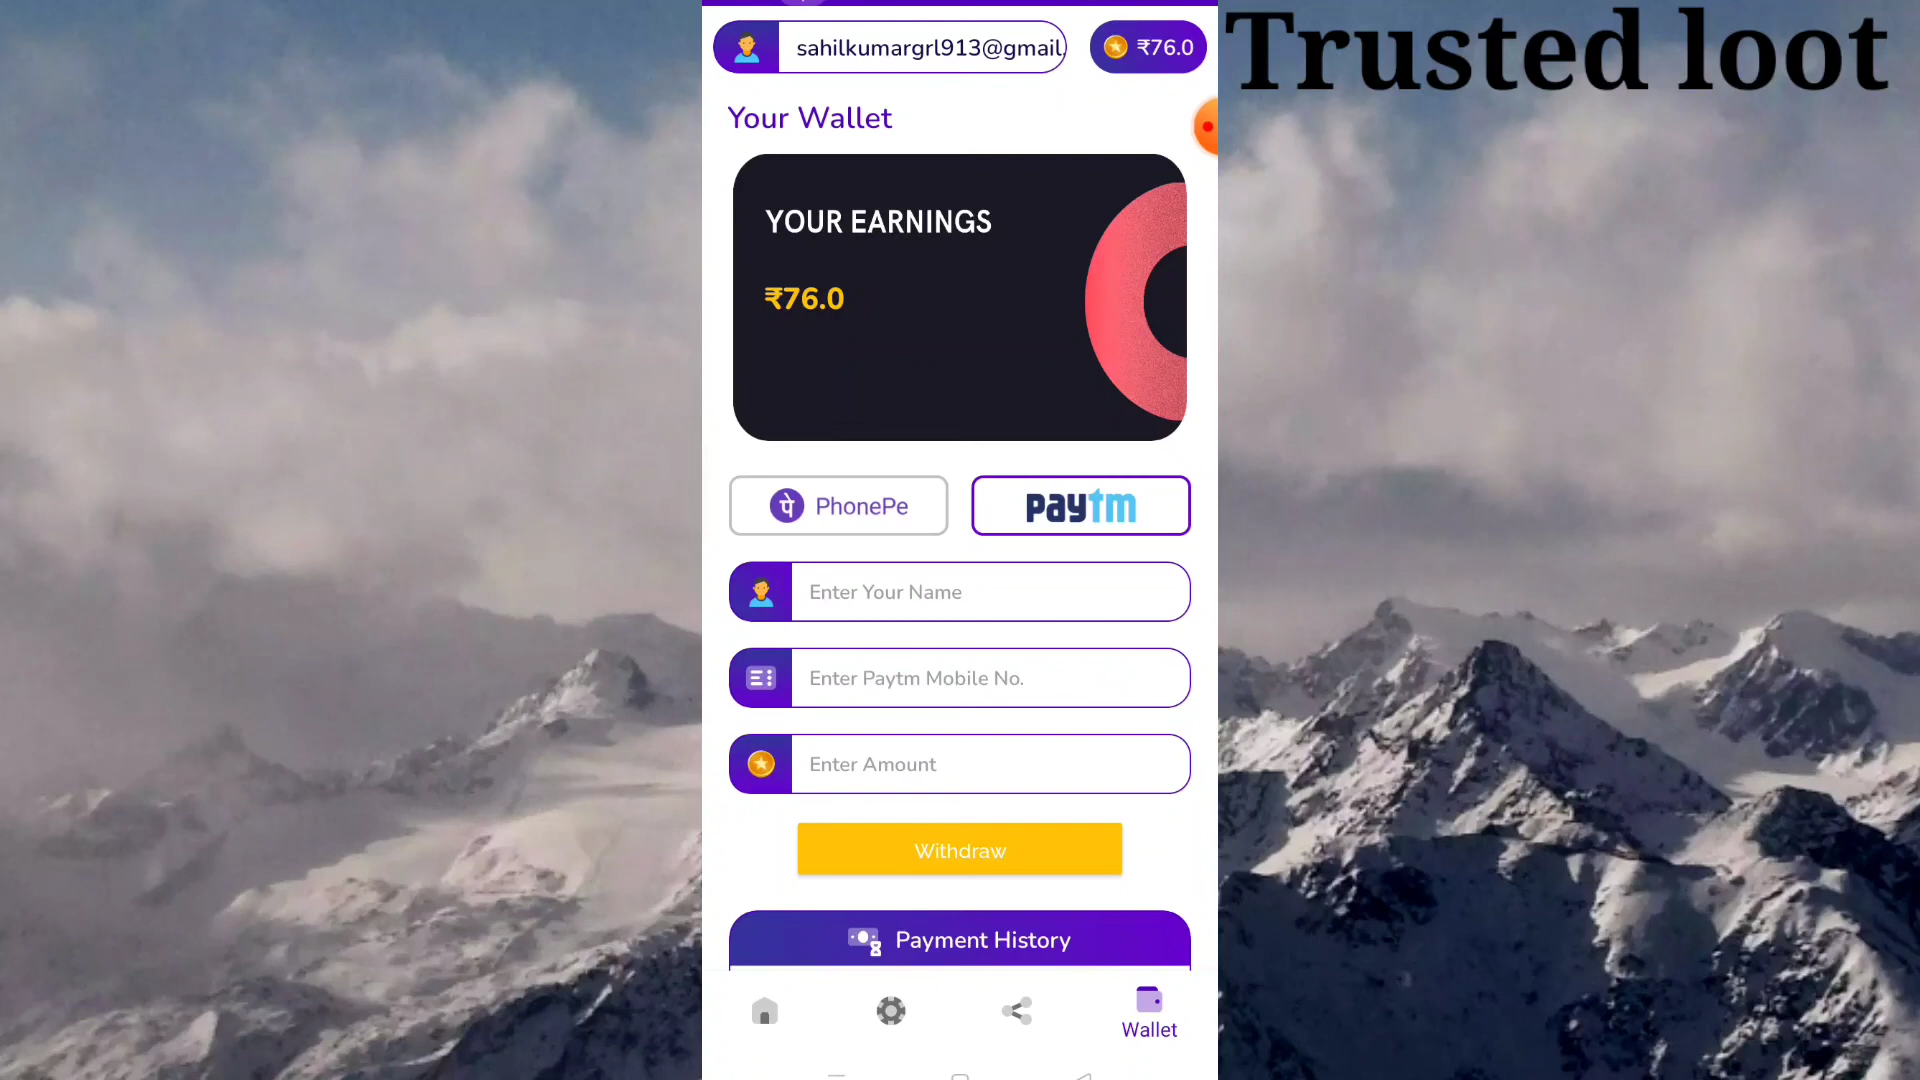 Trusted loot
sahilkumargrl913@gmail.
₹76.0
Your Wallet
YOUR EARNINGS
₹76.0
पे PhonePe
paytm
Enter Your Name
Enter Paytm Mobile No.
Enter Amount
Withdraw
Payment History
Wallet